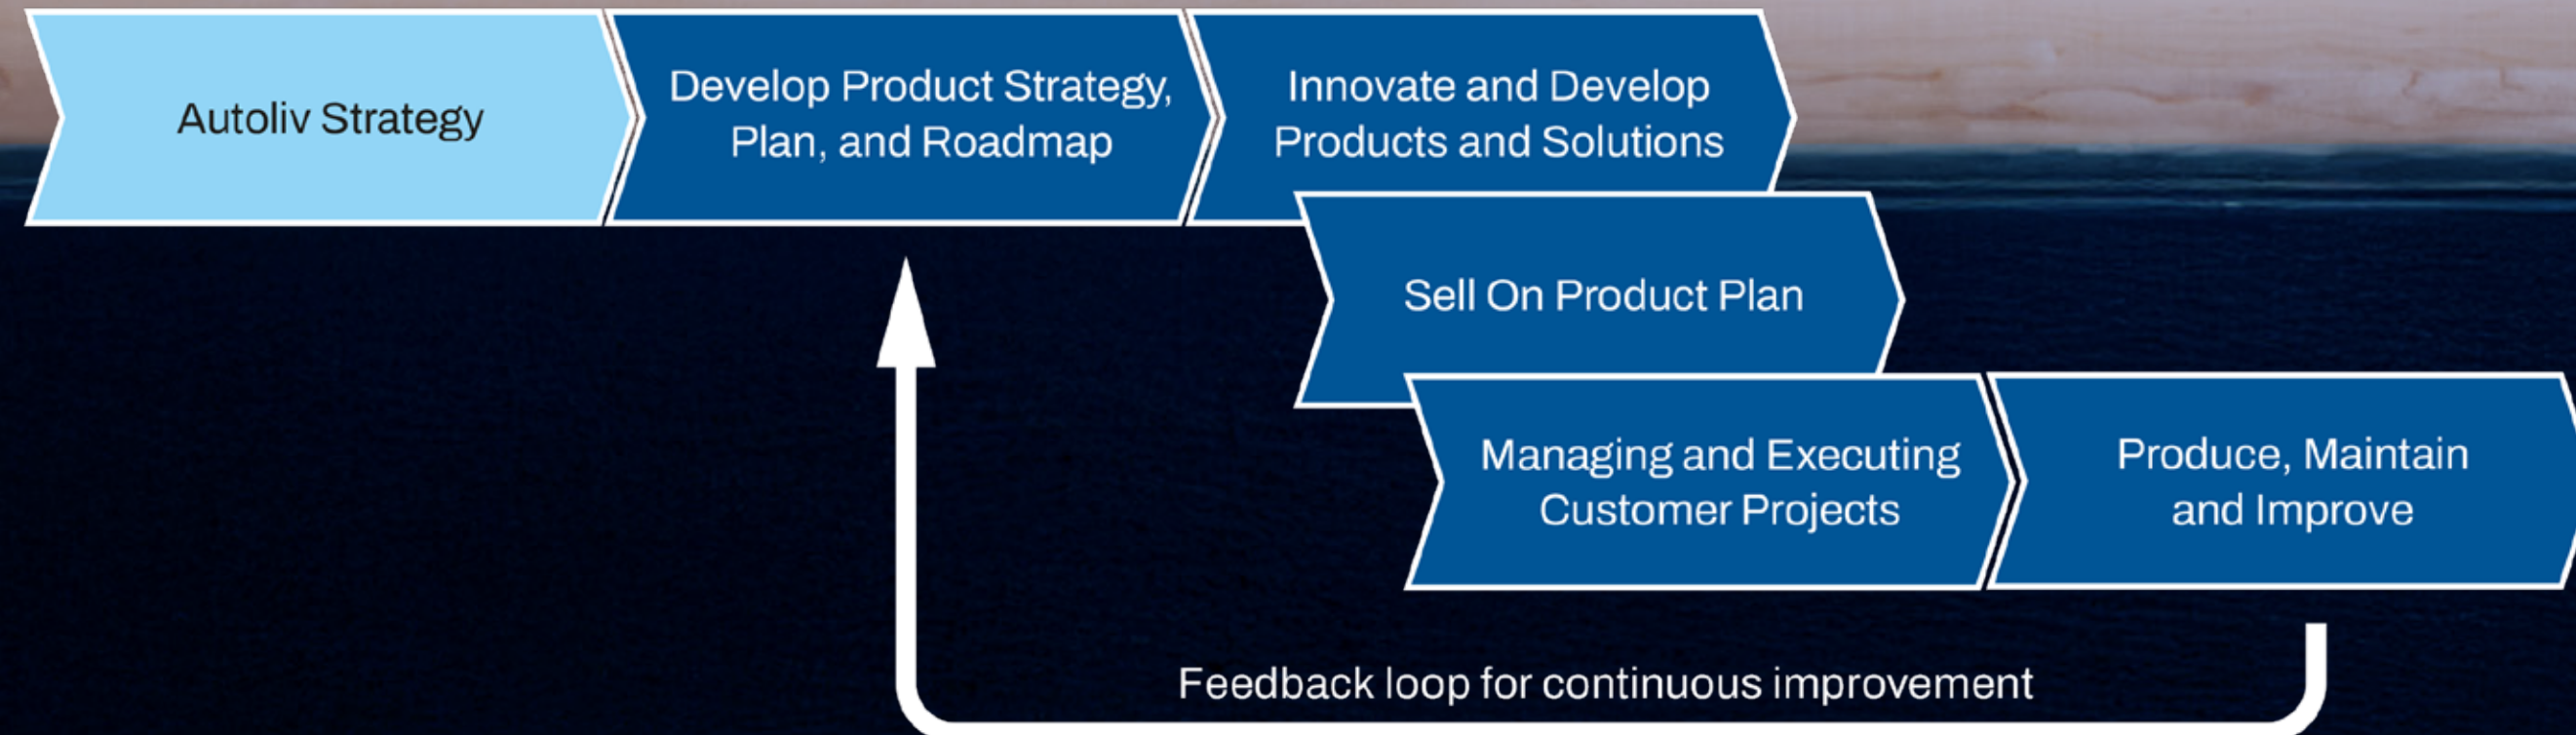 Autoliv Strategy
Develop Product Strategy,
Plan, and Roadmap
Innovate and Develop
Products and Solutions
Sell On Product Plan
Managing and Executing
Customer Projects
Produce, Maintain
and Improve
Feedback loop for continuous improvement